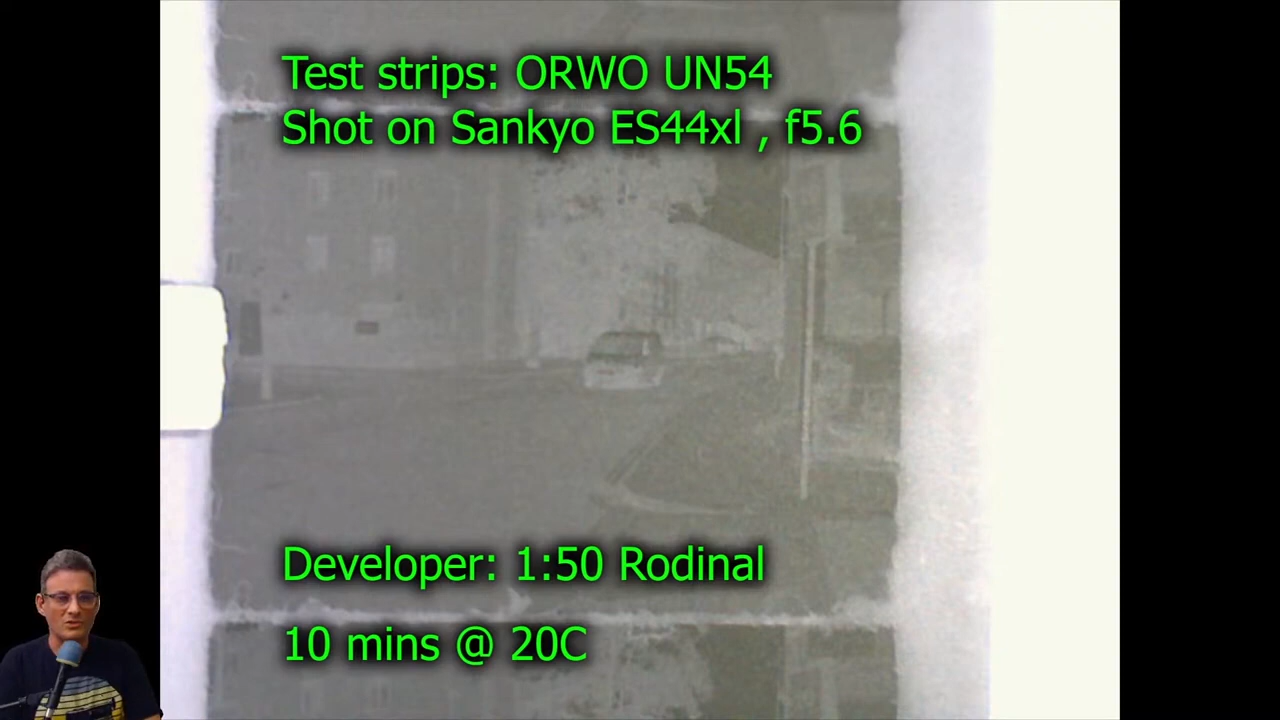 Test strips: ORWO UN54
Shot on Sankyo ES44xl , f5.6
Developer: 1:50 Rodinal
10 mins @ 20C